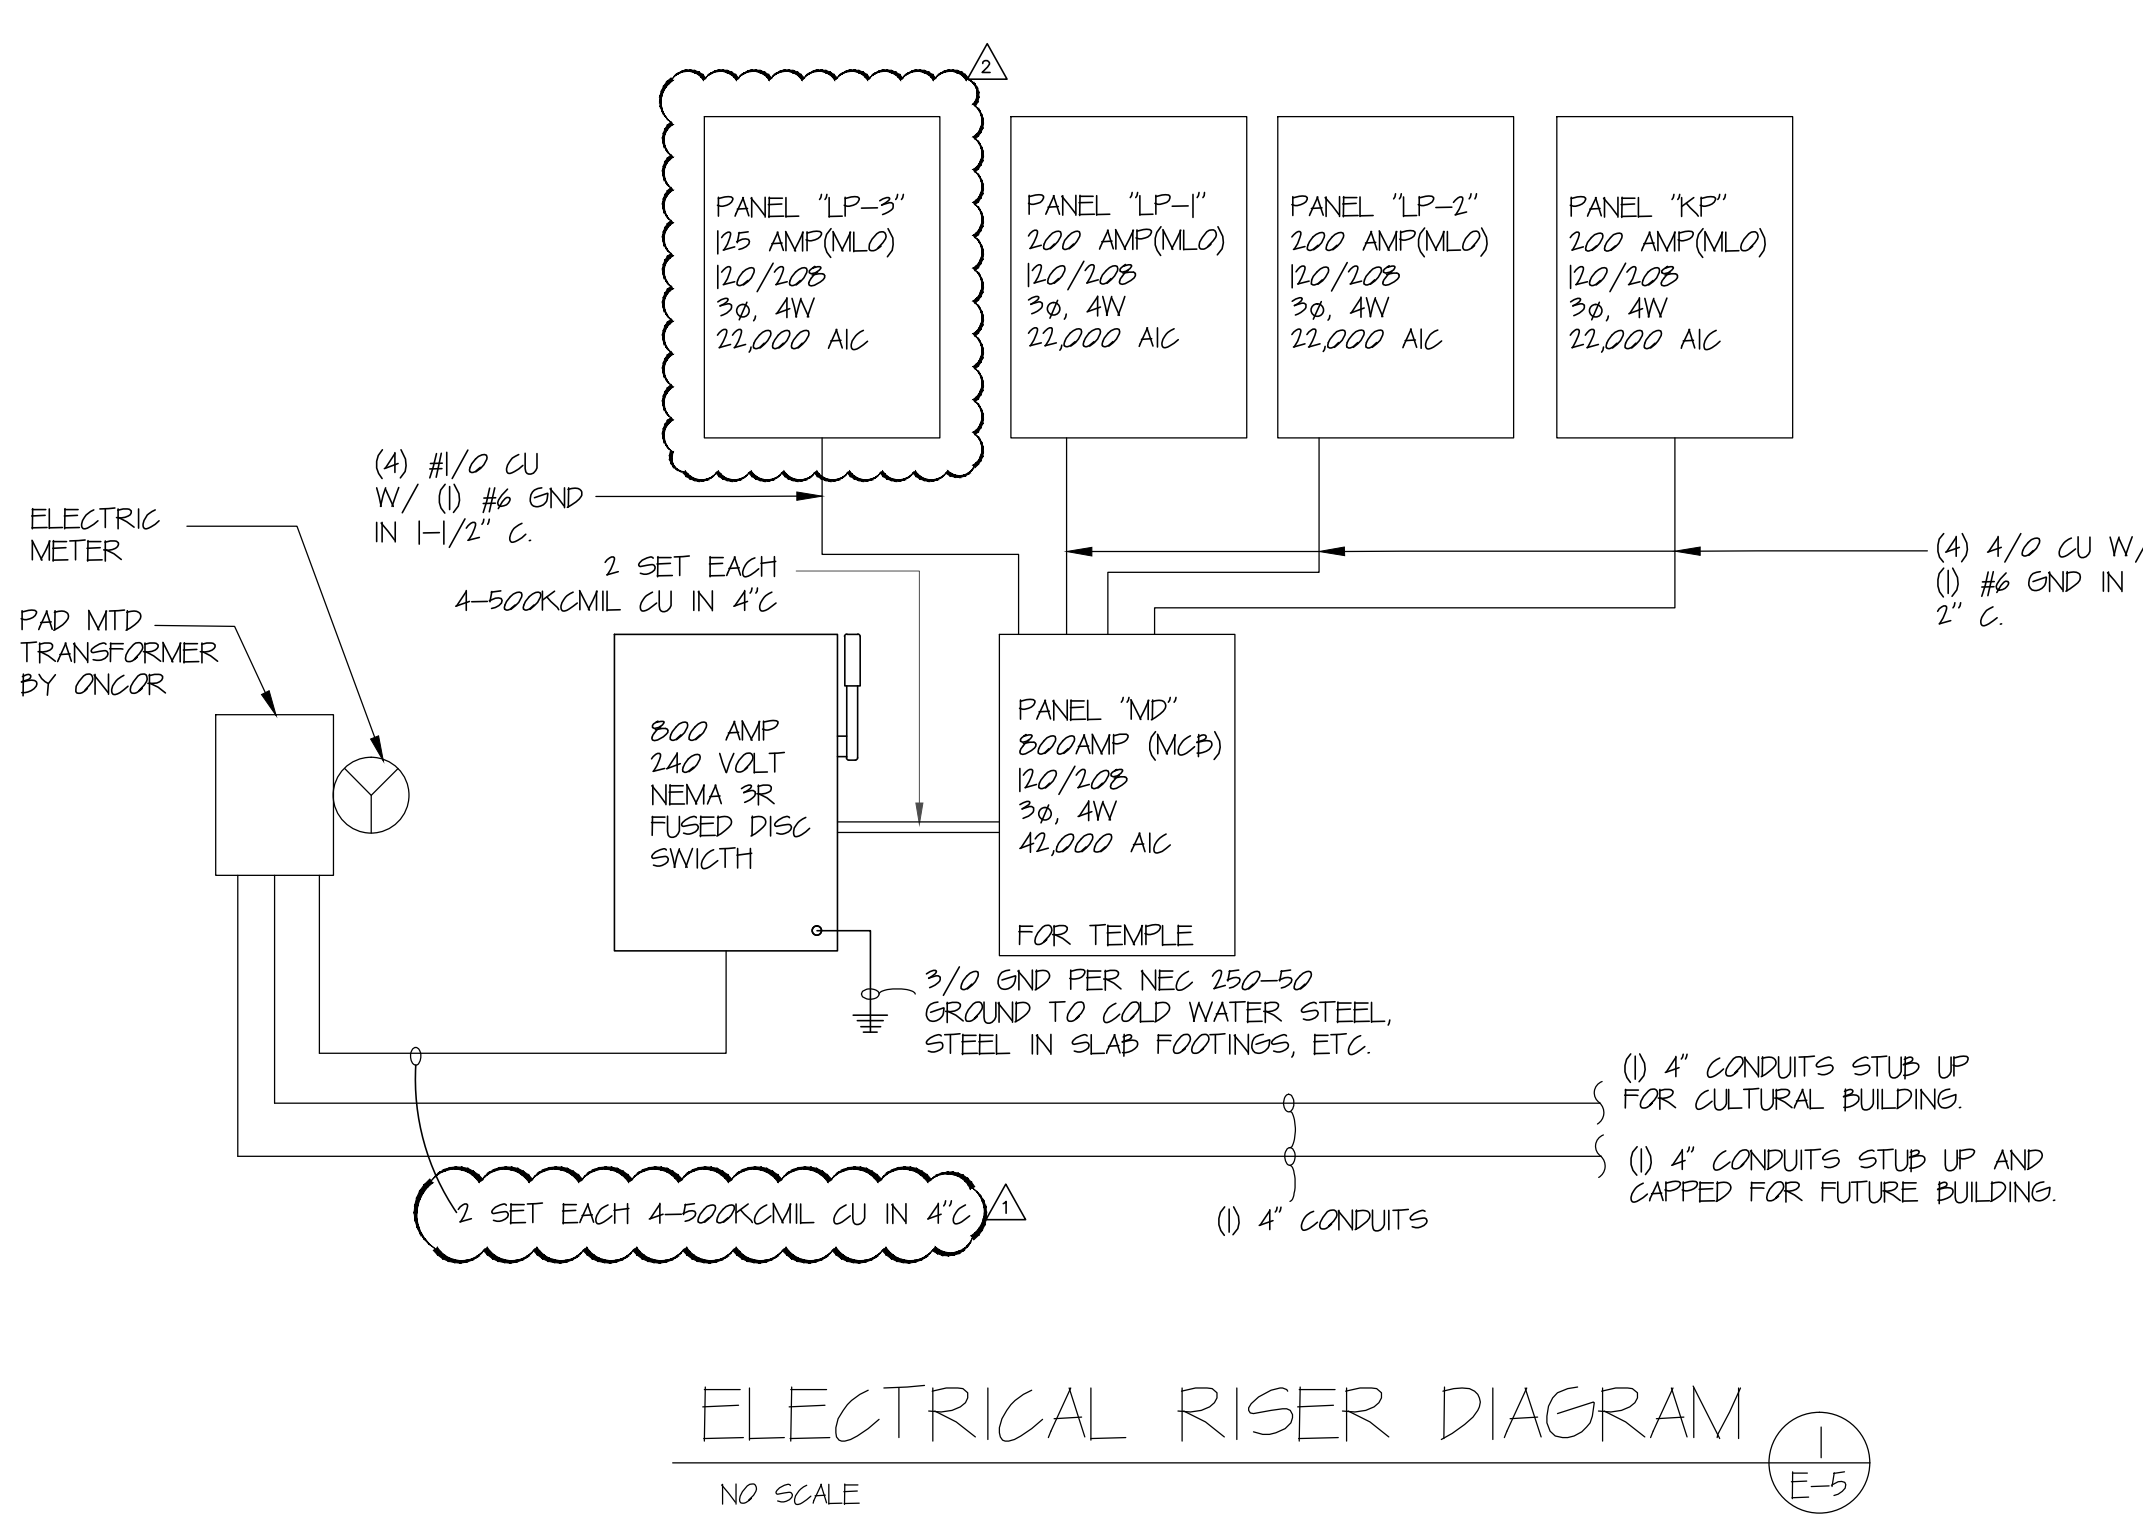 2
PANEL "LP-3"
125 AMP(MLO)
120/208
3ø, 4W
22,000 AIC
PANEL "LP-1"
200 AMP(MLO)
120/208
3ø, 4W
22,000 AIC
PANEL "LP-2"
200 AMP(MLO)
120/208
3ø, 4W
22,000 AIC
PANEL "KP"
200 AMP(MLO)
120/208
3ø, 4W
22,000 AIC
(4) #1/0 CU
W/ (1) #6 GND
IN 1-1/2" C.
ELECTRIC
METER
2 SET EACH
4-500KCMIL CU IN 4"C
(4) 4/0 CU W/
(1) #6 GND IN
2" C.
PAD MTD
TRANSFORMER
BY ONCOR
800 AMP
240 VOLT
NEMA 3R
FUSED DISC
SWICTH
PANEL "MD"
800AMP (MCB)
120/208
3ø, 4W
42,000 AIC
FOR TEMPLE
3/0 GND PER NEC 250-50
GROUND TO COLD WATER STEEL,
STEEL IN SLAB FOOTINGS, ETC.
(1) 4" CONDUITS STUB UP
FOR CULTURAL BUILDING.
(1) 4" CONDUITS STUB UP AND
CAPPED FOR FUTURE BUILDING.
2 SET EACH 4-500KCMIL CU IN 4"C
1
(1) 4" CONDUITS
ELECTRICAL RISER DIAGRAM
NO SCALE
1
E-5